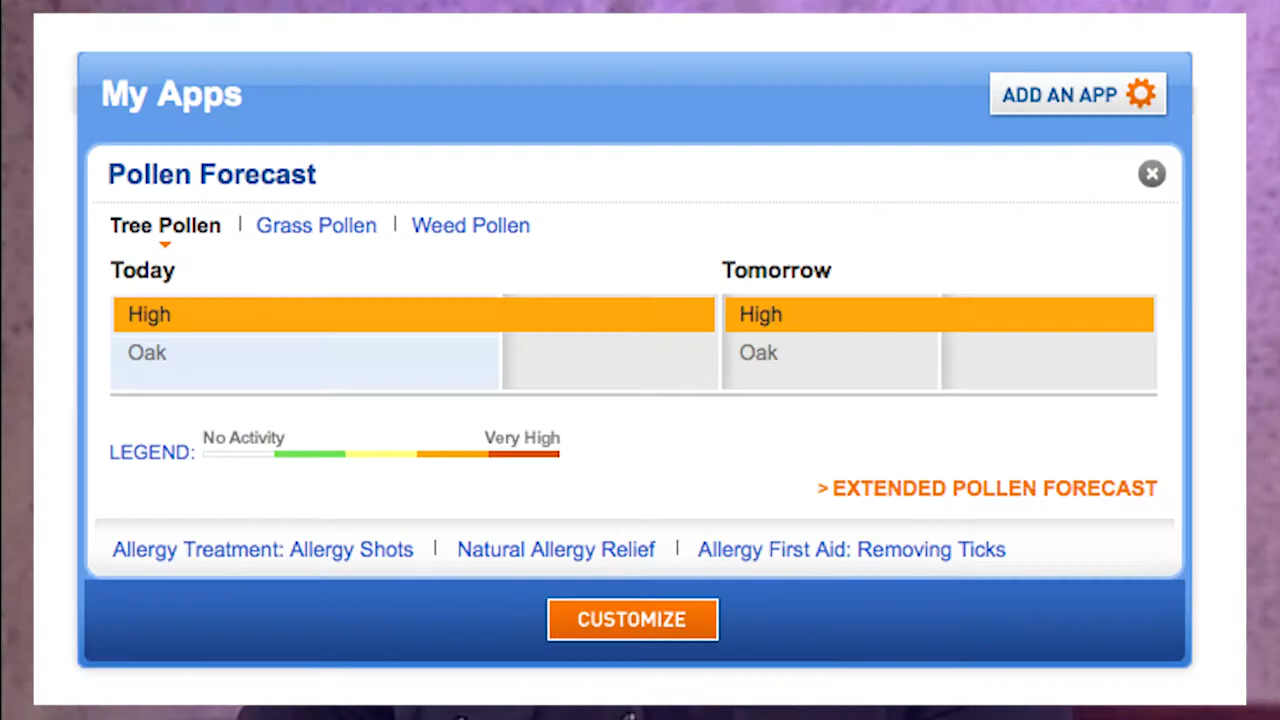 My Apps
ADD AN APP
Pollen Forecast
Tree Pollen | Grass Pollen | Weed Pollen
Today
Tomorrow
High
High
Oak
Oak
LEGEND: No Activity Very High
> EXTENDED POLLEN FORECAST
Allergy Treatment: Allergy Shots | Natural Allergy Relief | Allergy First Aid: Removing Ticks
CUSTOMIZE